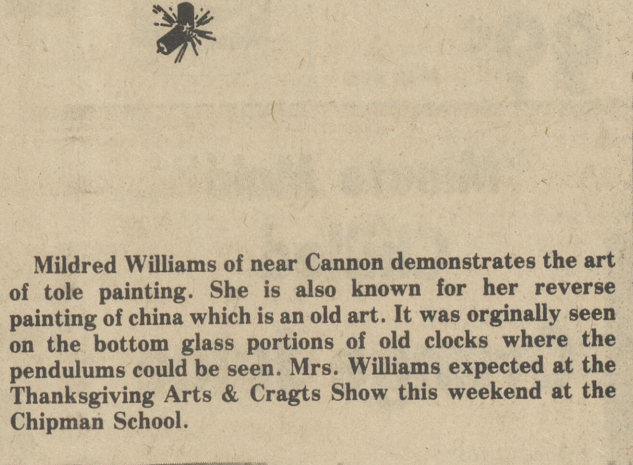 Mildred Williams of near Cannon demonstrates the art
of tole painting. She is also known for her reverse
painting of china which is an old art. It was orginally seen
on the bottom glass portions of old clocks where the
pendulums could be seen. Mrs. Williams expected at the
Thanksgiving Arts & Cragts Show this weekend at the
Chipman School.